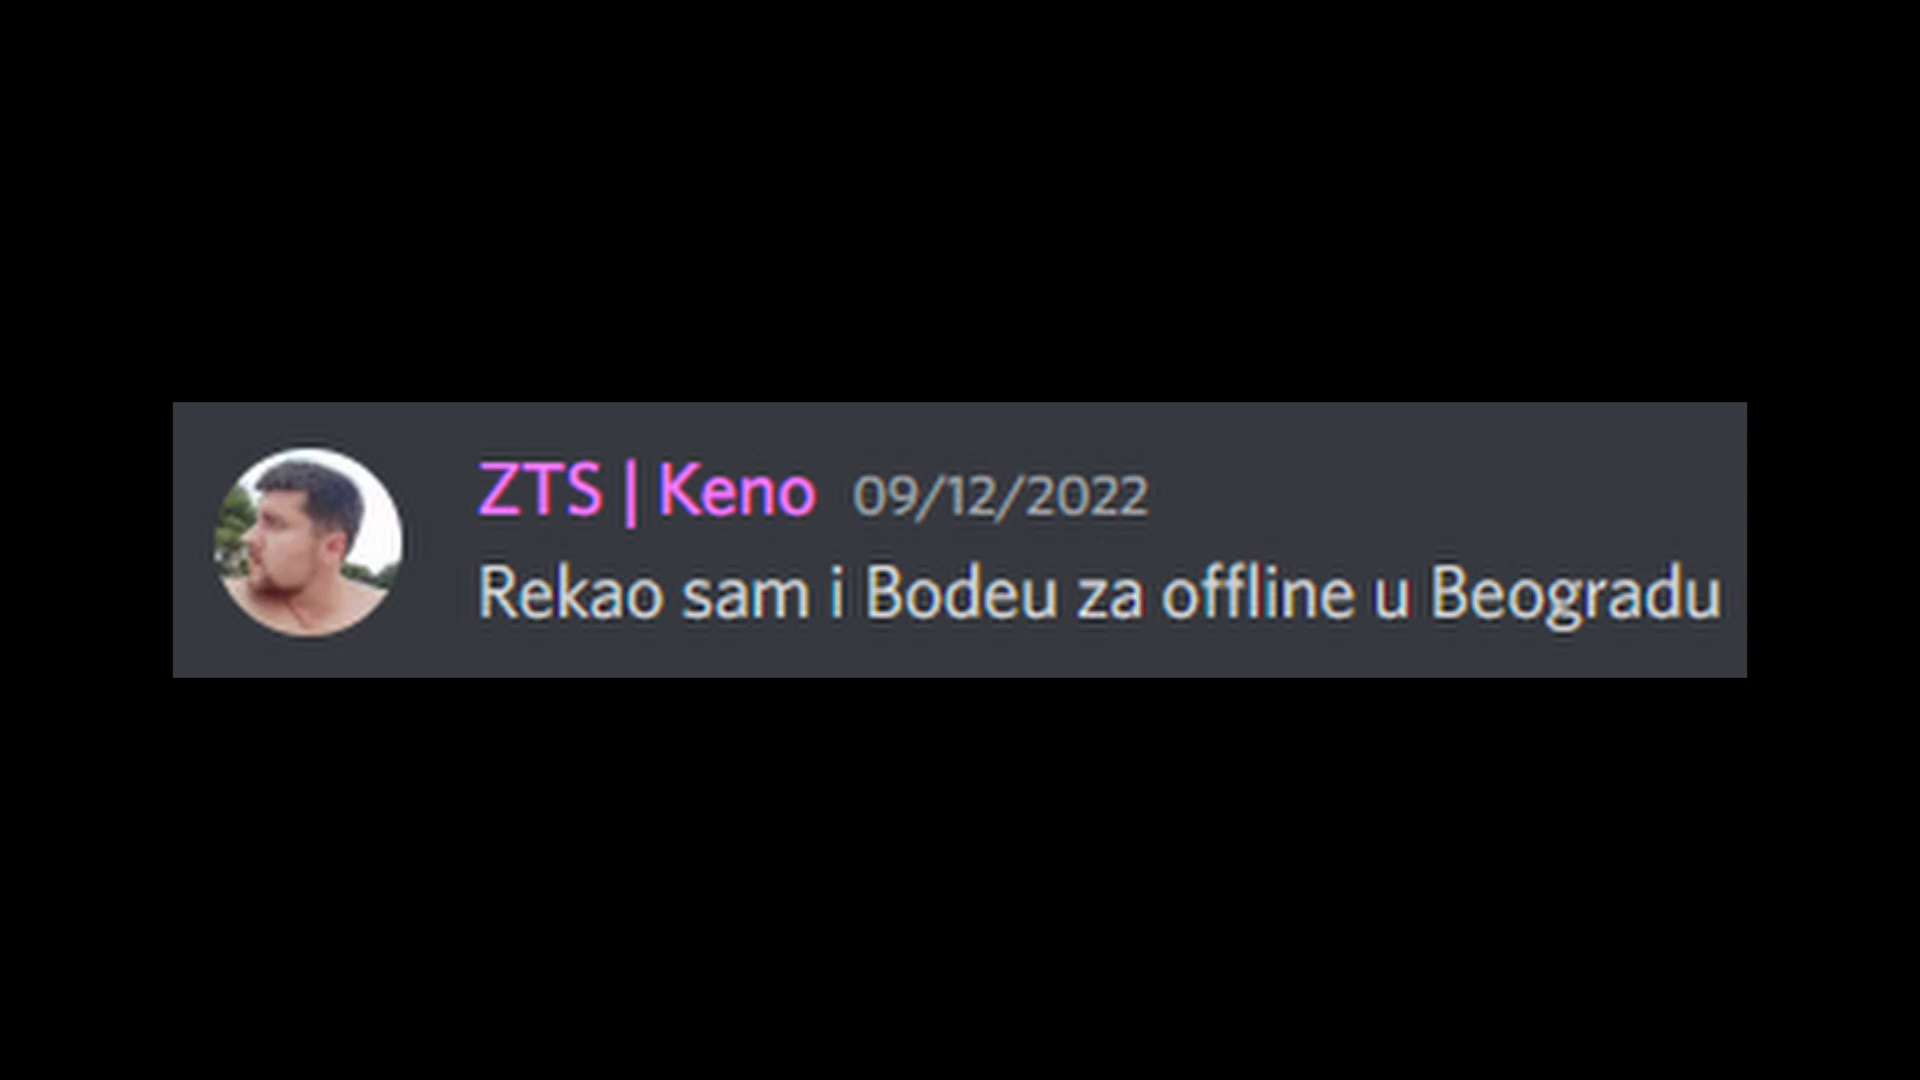 ZTS | Keno 09/12/2022
Rekao sam i Bodeu za offline u Beogradu